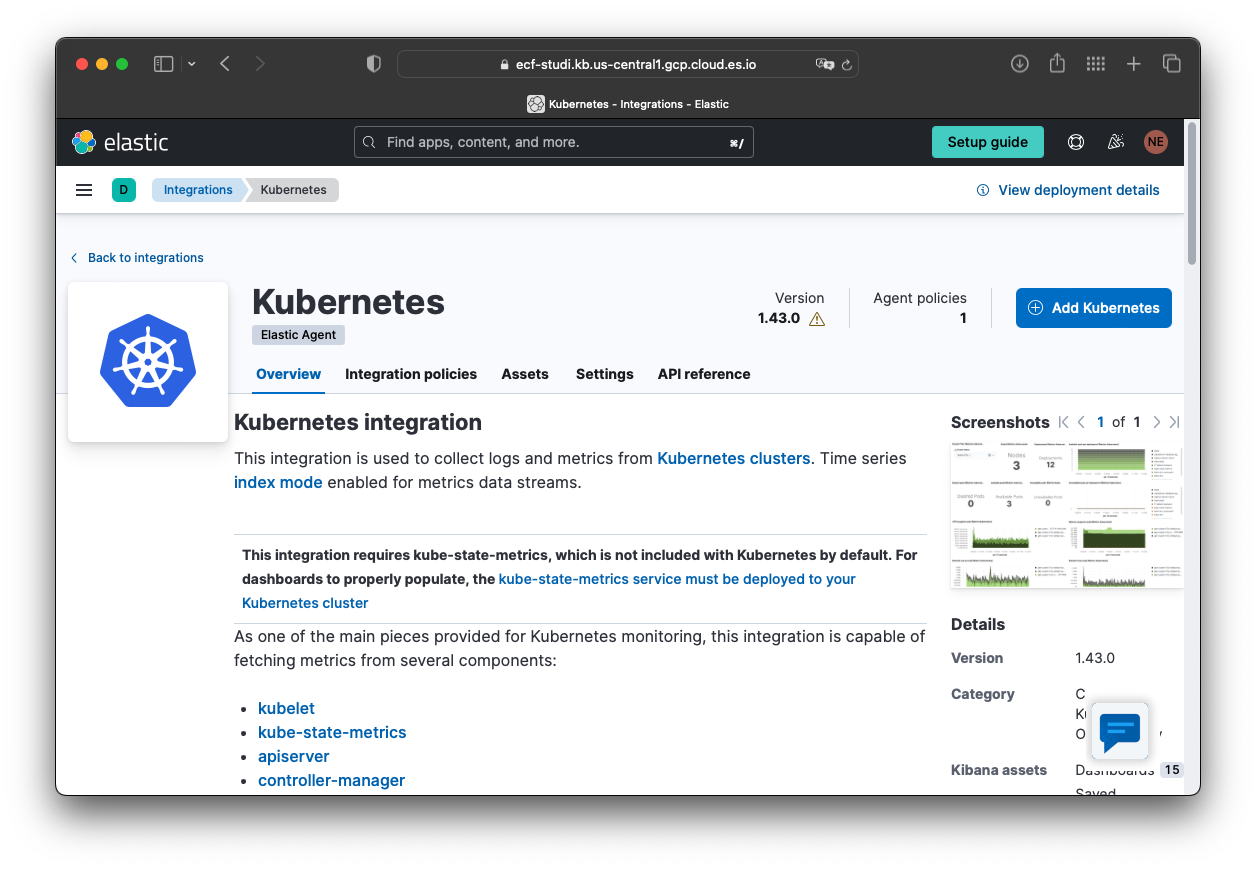 ecf-studi.kb.us-central1.gcp.cloud.es.io
Kubernetes - Integrations - Elastic
elastic
Find apps, content, and more.
⌘/
Setup guide
NE
D
Integrations
Kubernetes
View deployment details
Back to integrations
Kubernetes
Elastic Agent
Version
1.43.0
Agent policies
1
Add Kubernetes
Overview
Integration policies
Assets
Settings
API reference
Kubernetes integration
This integration is used to collect logs and metrics from Kubernetes clusters. Time series
index mode enabled for metrics data streams.
This integration requires kube-state-metrics, which is not included with Kubernetes by default. For
dashboards to properly populate, the kube-state-metrics service must be deployed to your
Kubernetes cluster
As one of the main pieces provided for Kubernetes monitoring, this integration is capable of
fetching metrics from several components:
kubelet
kube-state-metrics
apiserver
controller-manager
Screenshots
1 of 1
Nodes
3
Deployments
12
0
3
0
Details
Version
1.43.0
Category
Kibana assets
Dashboards
15
Saved